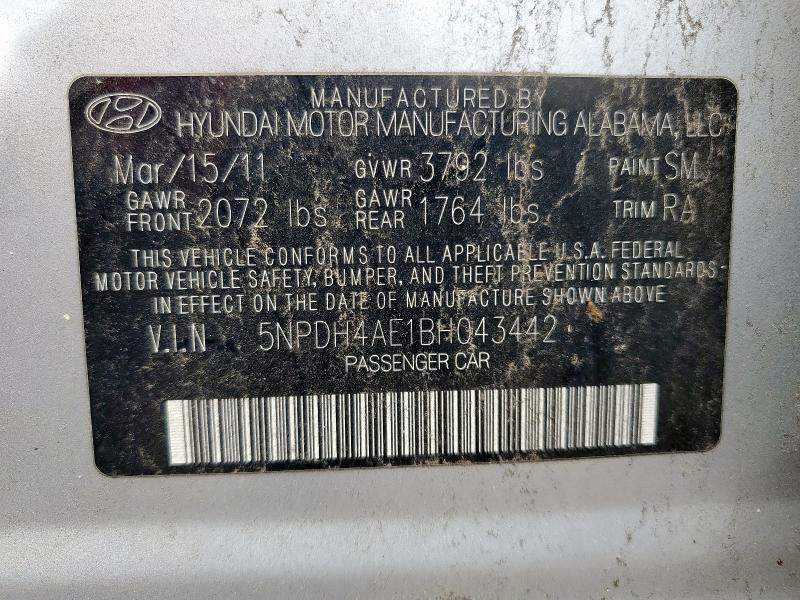 MANUFACTURED BY
HYUNDAI MOTOR MANUFACTURING ALABAMA, LLC
Mar/15/11 GVWR 3792 lbs PAINT SM
GAWR FRONT 2072 lbs GAWR REAR 1764 lbs TRIM RA
THIS VEHICLE CONFORMS TO ALL APPLICABLE U.S.A. FEDERAL
MOTOR VEHICLE SAFETY, BUMPER, AND THEFT PREVENTION STANDARDS
IN EFFECT ON THE DATE OF MANUFACTURE SHOWN ABOVE.
V.I.N 5NPDH4AE1BH043442
PASSENGER CAR